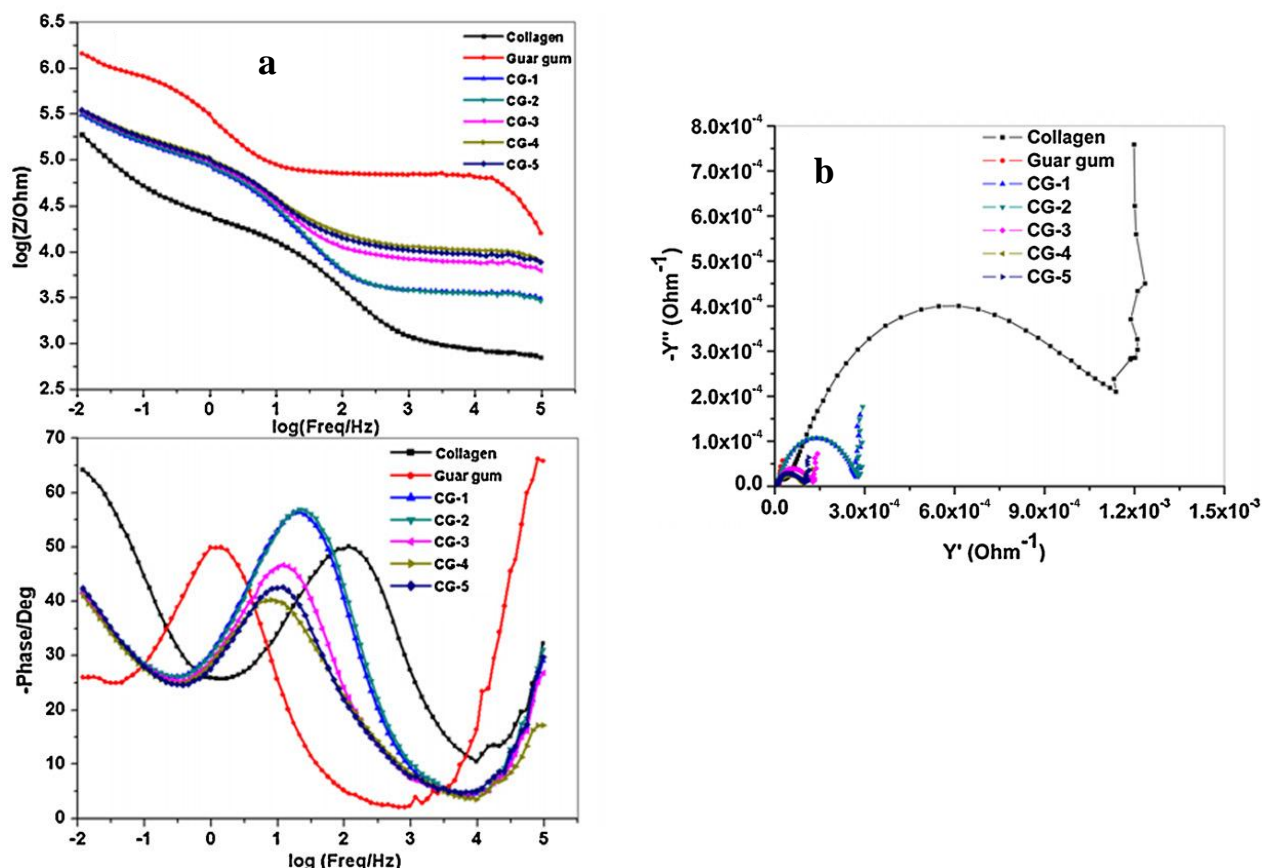 a
log(Z/Ohm)
6.5
6.0
5.5
5.0
4.5
4.0
3.5
3.0
2.5
Collagen
Guar gum
CG-1
CG-2
CG-3
CG-4
CG-5
-2 -1 0 1 2 3 4 5
log(Freq/Hz)
-Phase/Deg
70
60
50
40
30
20
10
0
Collagen
Guar gum
CG-1
CG-2
CG-3
CG-4
CG-5
-2 -1 0 1 2 3 4 5
log (Freq/Hz)
b
-Y" (Ohm-1)
8.0x10-4
7.0x10-4
6.0x10-4
5.0x10-4
4.0x10-4
3.0x10-4
2.0x10-4
1.0x10-4
0.0
Collagen
Guar gum
CG-1
CG-2
CG-3
CG-4
CG-5
0.0 3.0x10-4 6.0x10-4 9.0x10-4 1.2x10-3 1.5x10-3
Y' (Ohm-1)